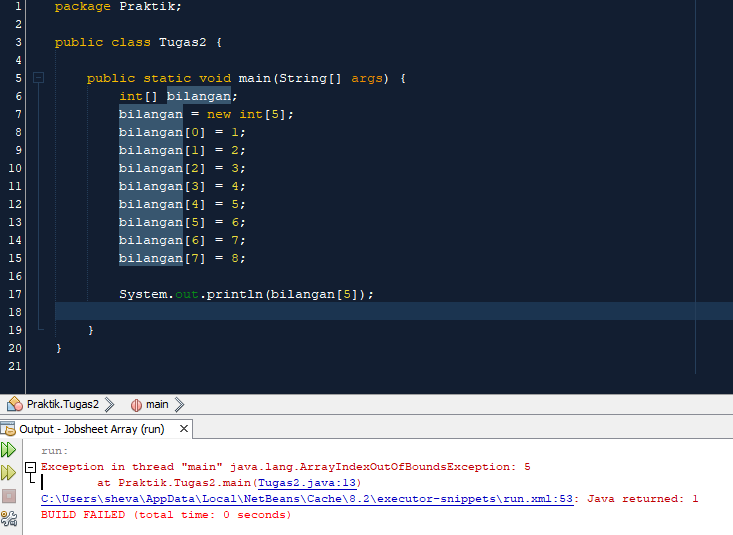 1 package Praktik;
2
3 public class Tugas2 {
4
5 public static void main(String[] args) {
6 int[] bilangan;
7 bilangan = new int[5];
8 bilangan[0] = 1;
9 bilangan[1] = 2;
10 bilangan[2] = 3;
11 bilangan[3] = 4;
12 bilangan[4] = 5;
13 bilangan[5] = 6;
14 bilangan[6] = 7;
15 bilangan[7] = 8;
16
17 System.out.println(bilangan[5]);
18
19 }
20 }
21
Praktik.Tugas2 main
Output - Jobsheet Array (run) ×
run:
Exception in thread "main" java.lang.ArrayIndexOutOfBoundsException: 5
at Praktik.Tugas2.main(Tugas2.java:13)
C:\Users\sheva\AppData\Local\NetBeans\Cache\8.2\executor-snippets\run.xml:53: Java returned: 1
BUILD FAILED (total time: 0 seconds)